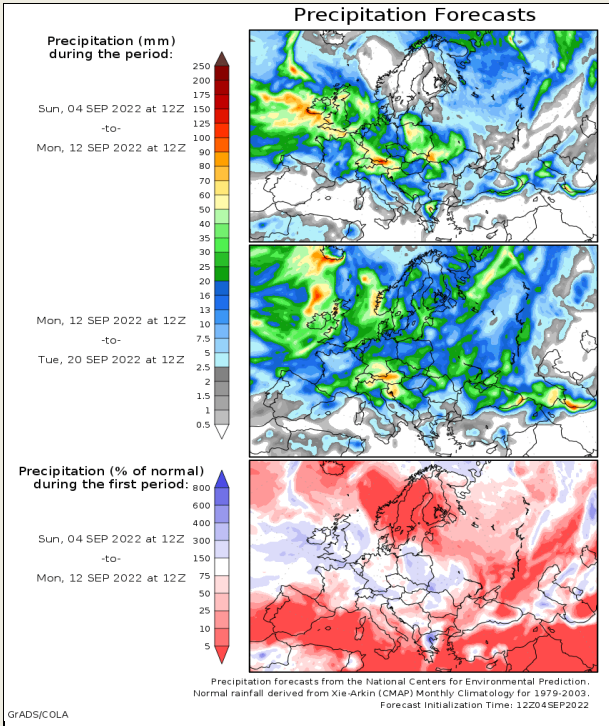 Precipitation Forecasts
Precipitation (mm)
during the period:
Sun, 04 SEP 2022 at 12Z
-to-
Mon, 12 SEP 2022 at 12Z
250
200
175
150
125
100
90
80
70
60
50
40
35
30
25
20
16
13
10
7.5
5
2.5
2
1.5
1
0.5
Mon, 12 SEP 2022 at 12Z
-to-
Tue, 20 SEP 2022 at 12Z
Precipitation (% of normal)
during the first period:
Sun, 04 SEP 2022 at 12Z
-to-
Mon, 12 SEP 2022 at 12Z
800
600
400
300
150
75
50
25
10
5
Precipitation forecasts from the National Centers for Environmental Prediction.
Normal rainfall derived from Xie-Arkin (CMAP) Monthly Climatology for 1979-2003.
Forecast Initialization Time: 12Z04SEP2022
GrADS/COLA